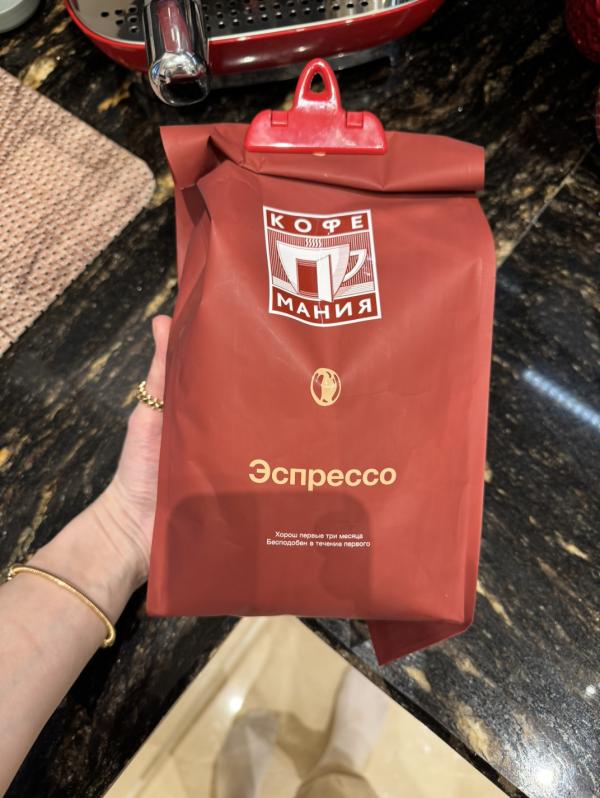 КОФЕ
МАНИЯ
Эспрессо
Хорош первые три месяца
Бесподобен в течение первого